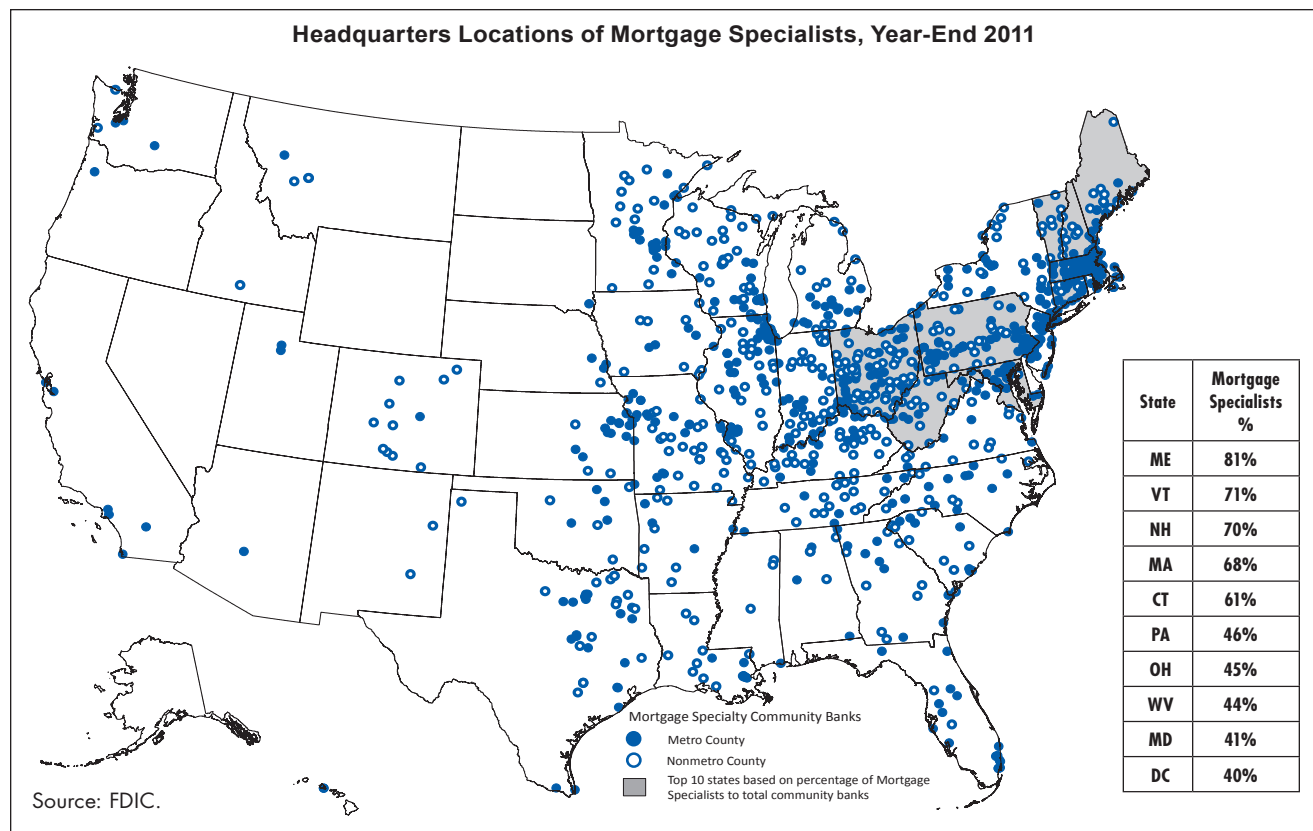 Headquarters Locations of Mortgage Specialists, Year-End 2011
State
Mortgage
Specialists
%
ME 81%
VT 71%
NH 70%
MA 68%
CT 61%
PA 46%
OH 45%
WV 44%
MD 41%
DC 40%
Mortgage Specialty Community Banks
Metro County
Nonmetro County
Top 10 states based on percentage of Mortgage
Specialists to total community banks
Source: FDIC.